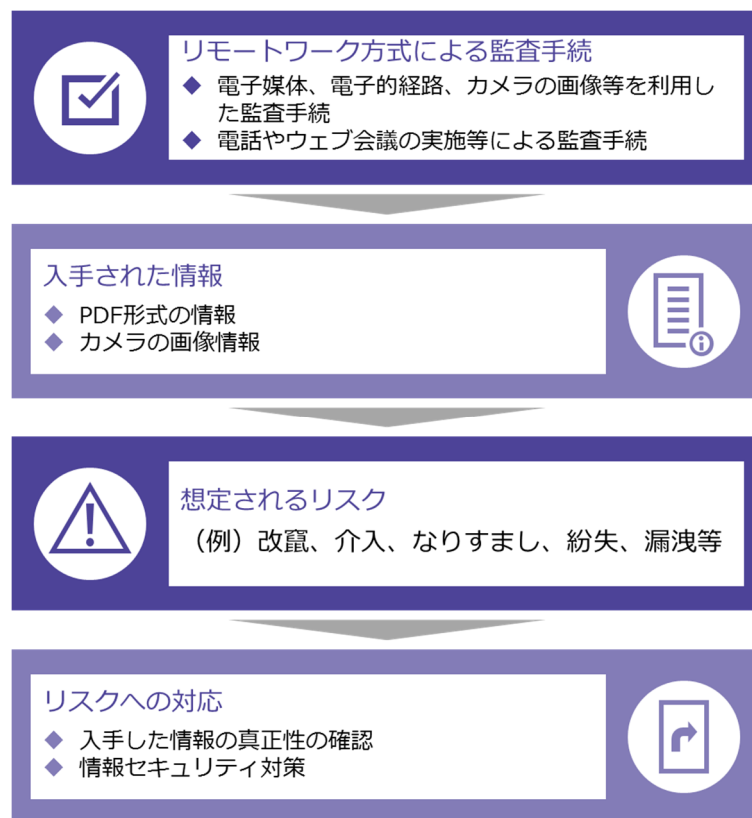 リモートワーク方式による監査手続
◆ 電子媒体、電子的経路、カメラの画像等を利用し
た監査手続
◆ 電話やウェブ会議の実施等による監査手続
入手された情報
◆ PDF形式の情報
◆ カメラの画像情報
想定されるリスク
（例）改竄、介入、なりすまし、紛失、漏洩等
リスクへの対応
◆ 入手した情報の真正性の確認
◆ 情報セキュリティ対策